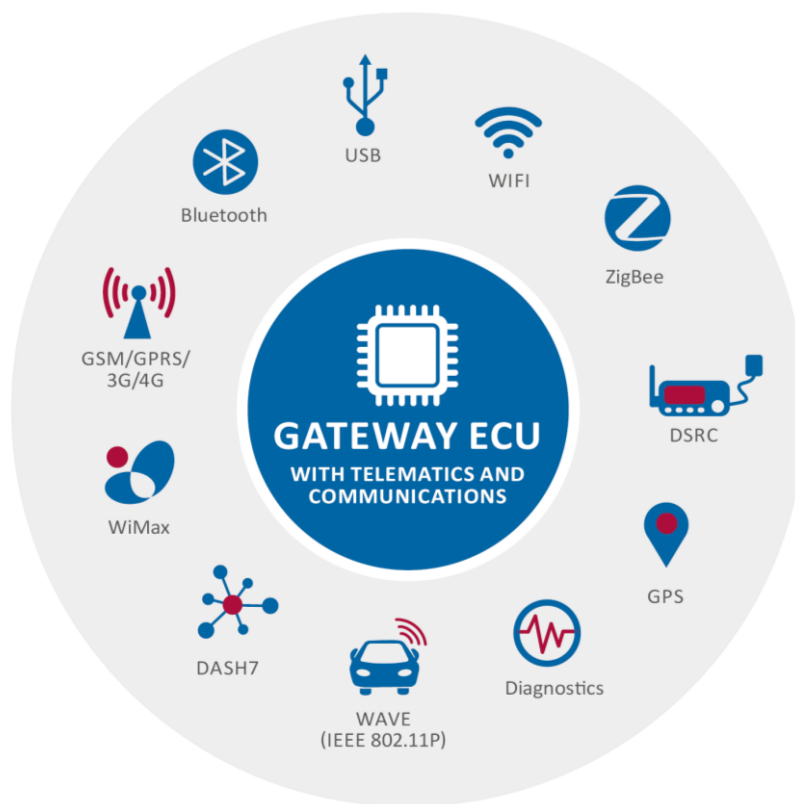 USB
WIFI
Bluetooth
ZigBee
GSM/GPRS/
3G/4G
GATEWAY ECU
WITH TELEMATICS AND
COMMUNICATIONS
DSRC
WiMax
GPS
DASH7
Diagnostics
WAVE
(IEEE 802.11P)